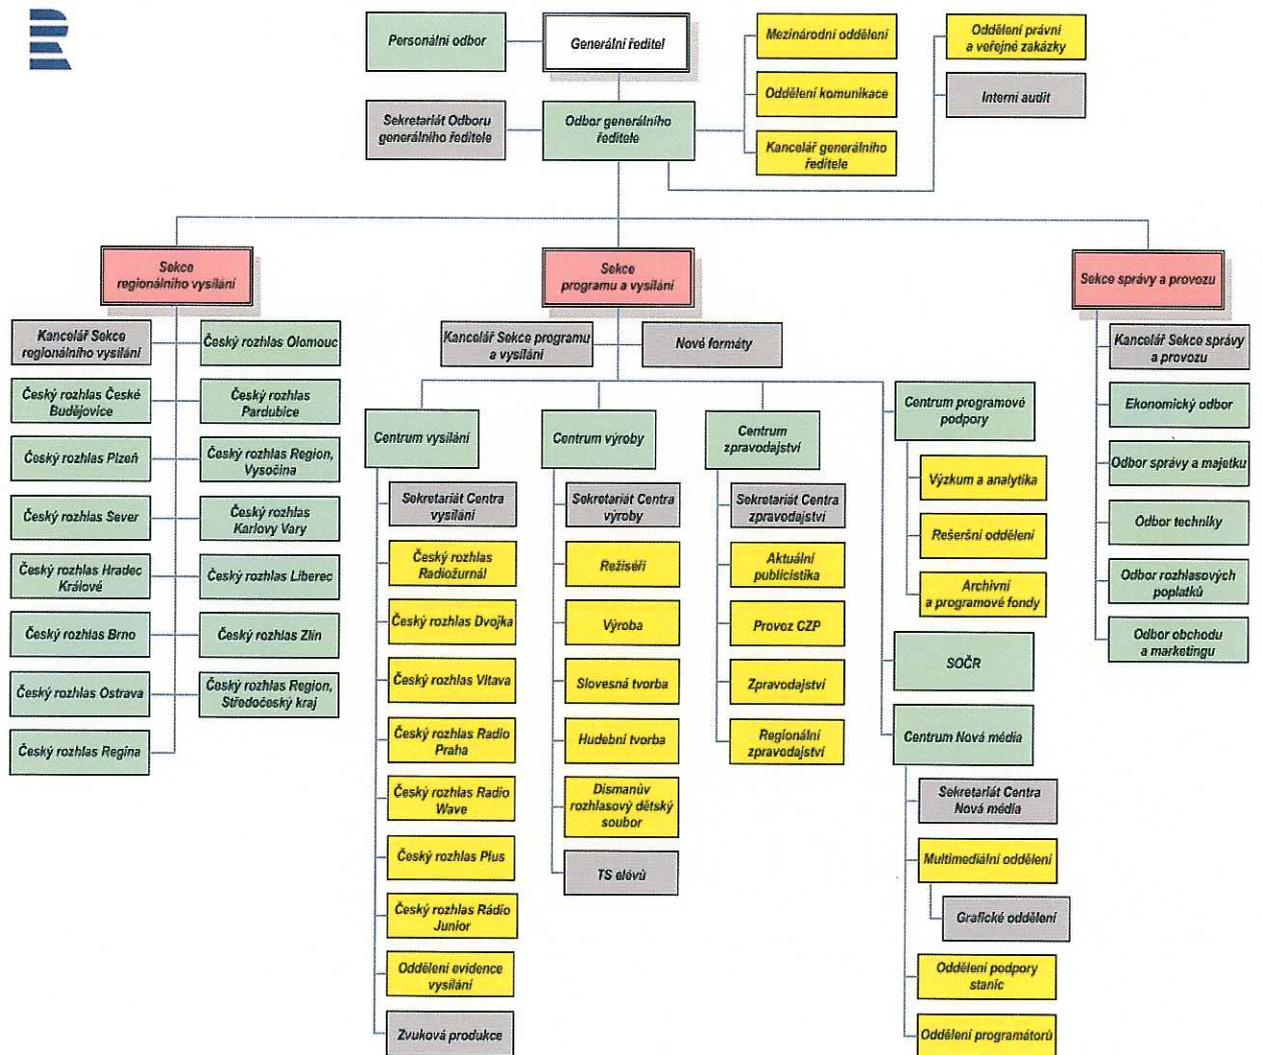 Personální odbor
Generální ředitel
Mezinárodní oddělení
Oddělení právní
a veřejné zakázky
Oddělení komunikace
Interní audit
Sekretariát Odboru
generálního ředitele
Odbor generálního
ředitele
Kancelář generálního
ředitele
Sekce
regionálního vysílání
Sekce
programu a vysílání
Sekce správy a provozu
Kancelář Sekce
regionálního vysílání
Český rozhlas Olomouc
Český rozhlas České
Budějovice
Český rozhlas
Pardubice
Český rozhlas Plzeň
Český rozhlas Region,
Vysočina
Český rozhlas Sever
Český rozhlas
Karlovy Vary
Český rozhlas Hradec
Králové
Český rozhlas Liberec
Český rozhlas Brno
Český rozhlas Zlín
Český rozhlas Ostrava
Český rozhlas Region,
Středočeský kraj
Český rozhlas Regina
Kancelář Sekce programu
a vysílání
Nové formáty
Centrum vysílání
Sekretariát Centra
vysílání
Český rozhlas
Radiožurnál
Český rozhlas Dvojka
Český rozhlas Vltava
Český rozhlas Radio
Praha
Český rozhlas Radio
Wave
Český rozhlas Plus
Český rozhlas Rádio
Junior
Oddělení evidence
vysílání
Zvuková produkce
Centrum výroby
Sekretariát Centra
výroby
Režiséři
Výroba
Slovesná tvorba
Hudební tvorba
Dismanův
rozhlasový dětský
soubor
TS elévů
Centrum
zpravodajství
Sekretariát Centra
zpravodajství
Aktuální
publicistika
Provoz CZP
Zpravodajství
Regionální
zpravodajství
Centrum programové
podpory
Výzkum a analytika
Rešeršní oddělení
Archivní
a programové fondy
SOČR
Centrum Nová média
Sekretariát Centra
Nová média
Multimediální oddělení
Grafické oddělení
Oddělení podpory
stanic
Oddělení programátorů
Kancelář Sekce správy
a provozu
Ekonomický odbor
Odbor správy a majetku
Odbor techniky
Odbor rozhlasových
poplatků
Odbor obchodu
a marketingu